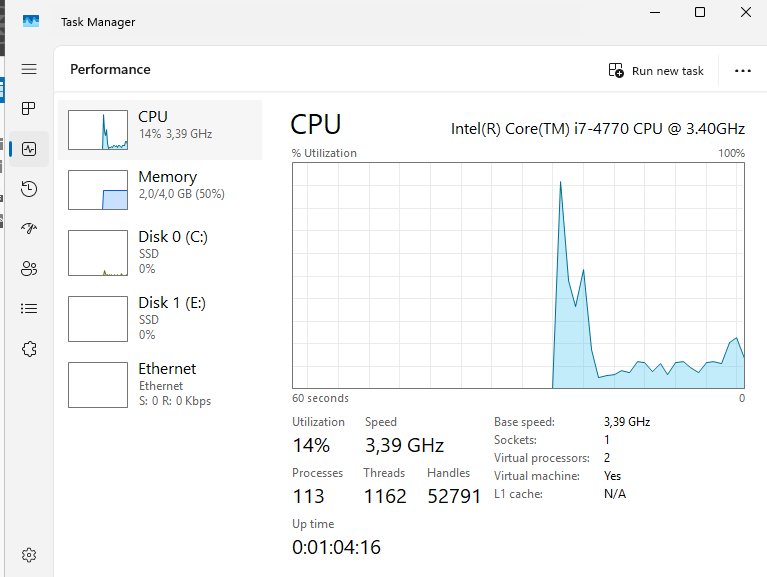 Task Manager
Performance
Run new task
CPU
14% 3,39 GHz
Memory
2,0/4,0 GB (50%)
Disk 0 (C:)
SSD
0%
Disk 1 (E:)
SSD
0%
Ethernet
Ethernet
S: 0 R: 0 Kbps
CPU
Intel(R) Core(TM) i7-4770 CPU @ 3.40GHz
% Utilization
100%
60 seconds
0
Utilization
Speed
14%
3,39 GHz
Processes
Threads
Handles
113
1162
52791
Up time
0:01:04:16
Base speed:
3,39 GHz
Sockets:
1
Virtual processors:
2
Virtual machine:
Yes
L1 cache:
N/A